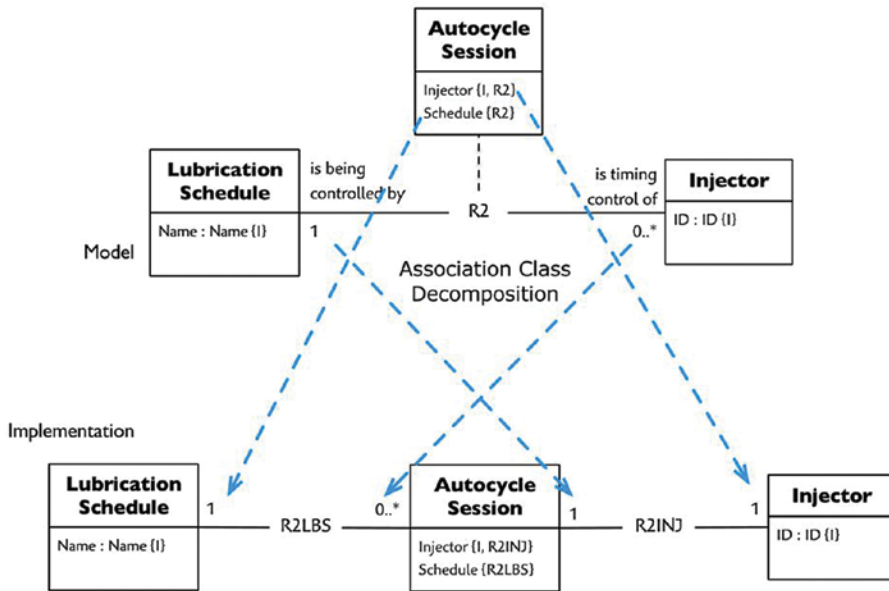 Autocycle
Session
Injector {I, R2}
Schedule {R2}
Lubrication
Schedule
Name : Name {I}
is being
controlled by
1
R2
is timing
control of
0..*
Injector
ID : ID {I}
Model
Association Class
Decomposition
Implementation
Lubrication
Schedule
Name : Name {I}
1
R2LBS
0..*
Autocycle
Session
Injector {I, R2INJ}
Schedule {R2LBS}
1
R2INJ
1
Injector
ID : ID {I}